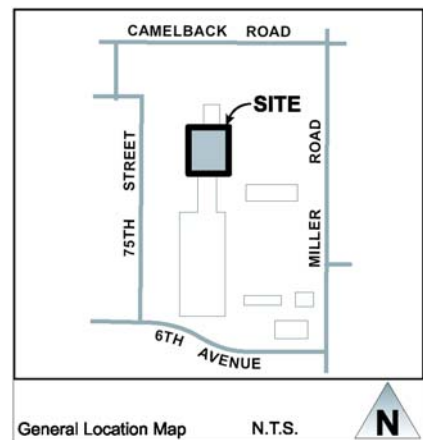 CAMELBACK ROAD
SITE
75TH STREET
MILLER ROAD
6TH AVENUE
General Location Map N.T.S.
N